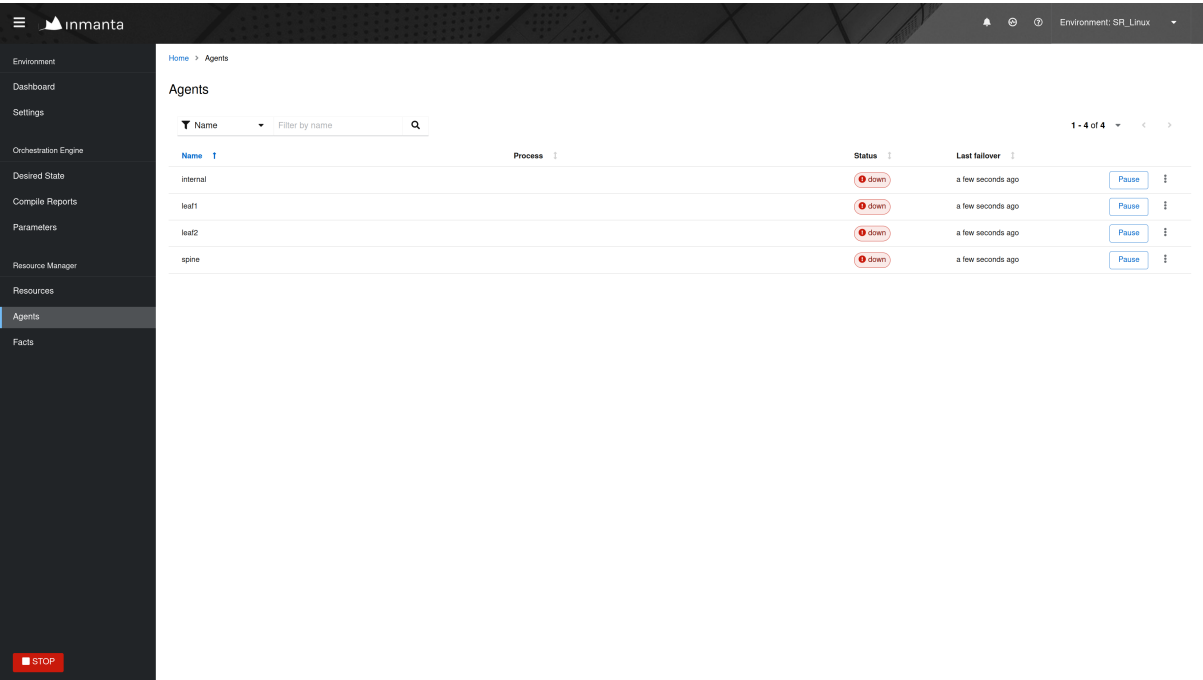 inmanta
Environment: SR_Linux
Environment
Dashboard
Settings
Orchestration Engine
Desired State
Compile Reports
Parameters
Resource Manager
Resources
Agents
Facts
STOP
Home > Agents
Agents
Name Filter by name 1 - 4 of 4
Name Process Status Last failover
internal down a few seconds ago Pause
leaf1 down a few seconds ago Pause
leaf2 down a few seconds ago Pause
spine down a few seconds ago Pause